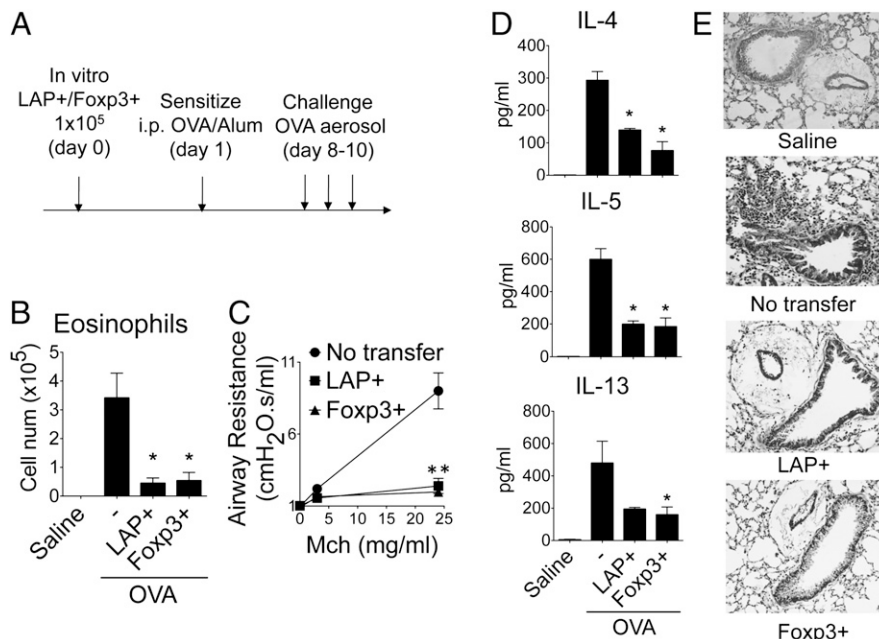 A
In vitro
LAP+/Foxp3+
1x10⁵
(day 0)
Sensitize
i.p. OVA/Alum
(day 1)
Challenge
OVA aerosol
(day 8-10)
B
Eosinophils
Cell num (x10⁵)
5
4
3
2
1
0
*
*
Saline
-
LAP+
Foxp3+
OVA
C
Airway Resistance
(cmH₂O.s/ml)
11
6
1
No transfer
LAP+
Foxp3+
**
0 5 10 15 20 25
Mch (mg/ml)
D
IL-4
pg/ml
400
300
200
100
0
*
*
IL-5
pg/ml
800
600
400
200
0
*
*
IL-13
pg/ml
800
600
400
200
0
*
Saline
-
LAP+
Foxp3+
OVA
E
Saline
No transfer
LAP+
Foxp3+